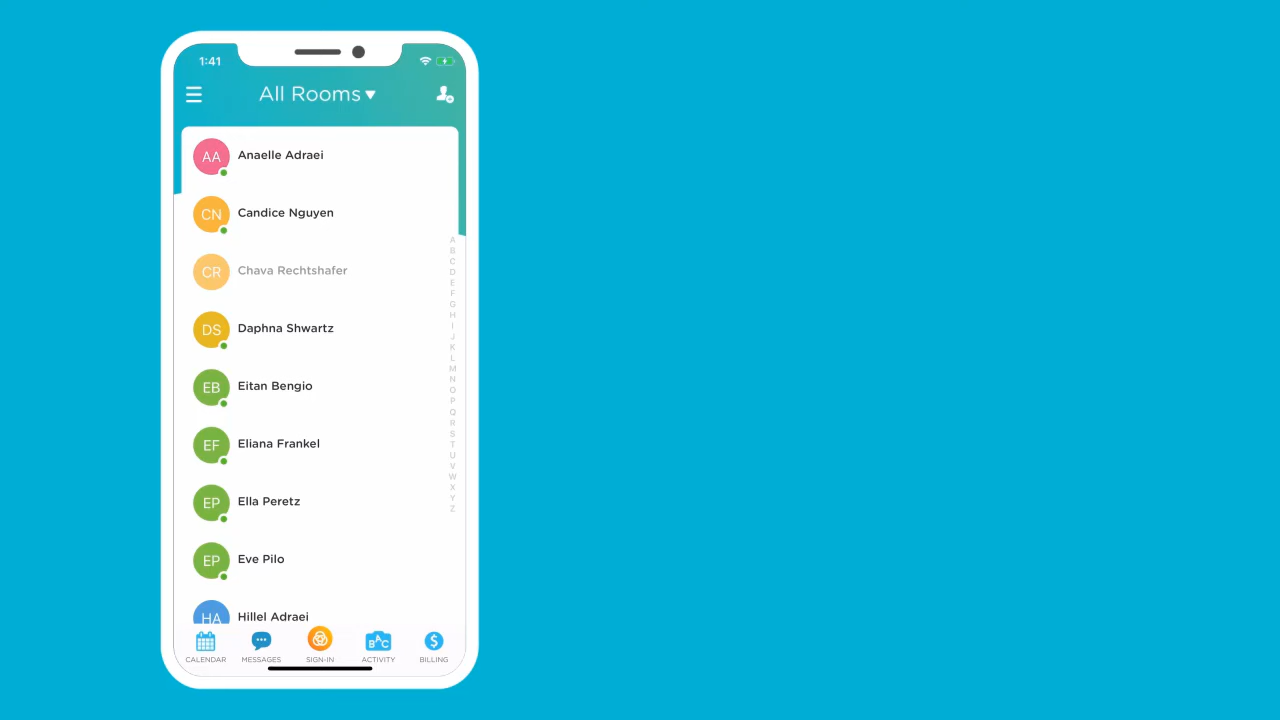 1:41
All Rooms
AA Anaelle Adraei
CN Candice Nguyen
CR Chava Rechtshafer
DS Daphna Shwartz
EB Eitan Bengio
EF Eliana Frankel
EP Ella Peretz
EP Eve Pilo
HA Hillel Adraei
A
B
C
D
E
F
G
H
I
J
K
L
M
N
O
P
Q
R
S
T
U
V
W
X
Y
Z
BAC
$
CALENDAR MESSAGES SIGN-IN ACTIVITY BILLING